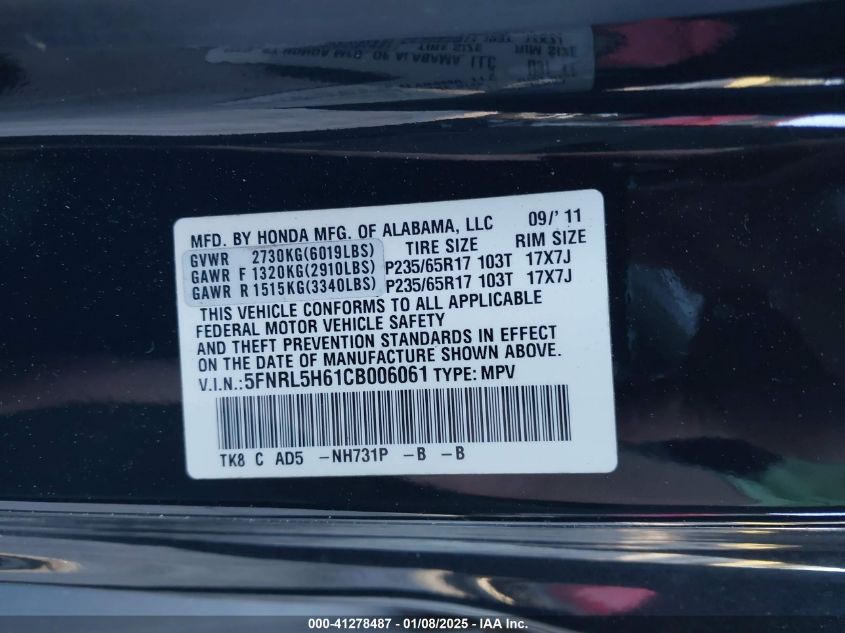 MFD. BY HONDA MFG. OF ALABAMA, LLC 09/' 11
GVWR 2730KG(6019LBS) TIRE SIZE RIM SIZE
GAWR F 1320KG(2910LBS) P235/65R17 103T 17X7J
GAWR R 1515KG(3340LBS) P235/65R17 103T 17X7J
THIS VEHICLE CONFORMS TO ALL APPLICABLE
FEDERAL MOTOR VEHICLE SAFETY
AND THEFT PREVENTION STANDARDS IN EFFECT
ON THE DATE OF MANUFACTURE SHOWN ABOVE.
V.I.N.:5FNRL5H61CB006061 TYPE: MPV
TK8 C AD5 -NH731P -B -B
000-41278487 - 01/08/2025 - IAA Inc.